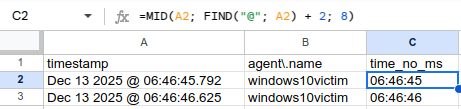 C2 fx =MID(A2; FIND("@"; A2) + 2; 8)
A B C
1 timestamp agent\.name time_no_ms
2 Dec 13 2025 @ 06:46:45.792 windows10victim 06:46:45
3 Dec 13 2025 @ 06:46:46.625 windows10victim 06:46:46